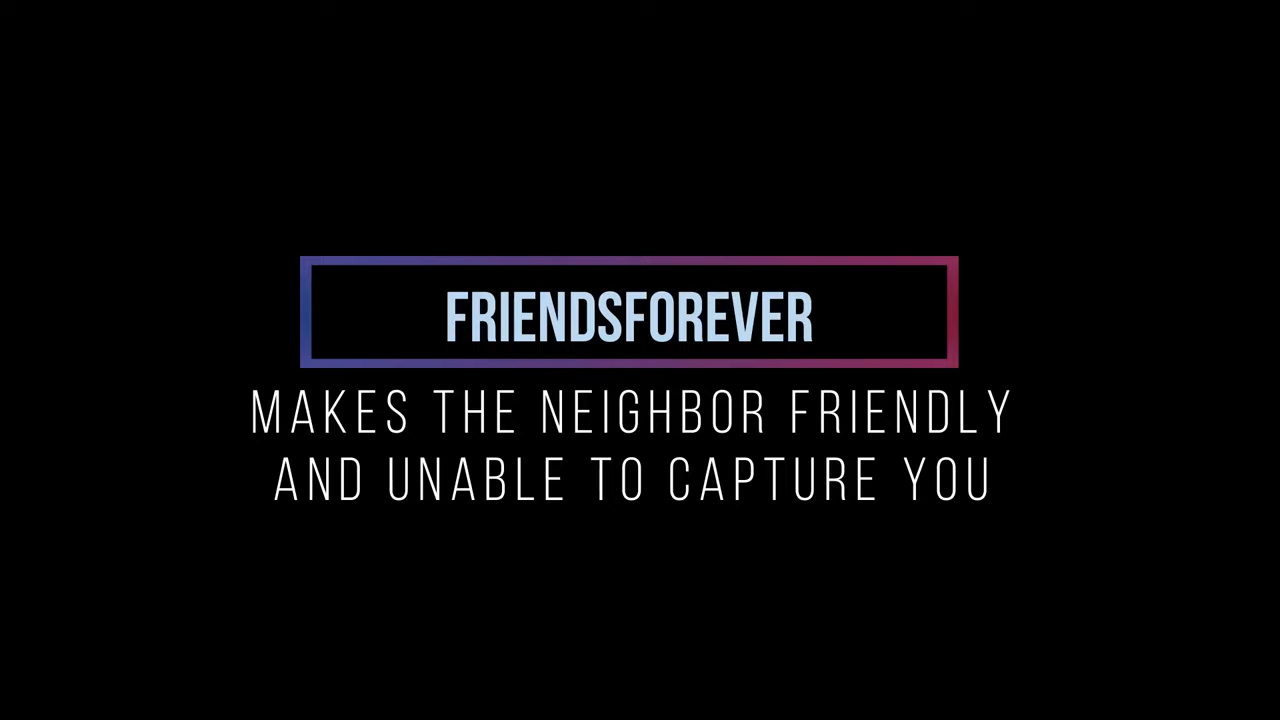 FRIENDSFOREVER
MAKES THE NEIGHBOR FRIENDLY
AND UNABLE TO CAPTURE YOU